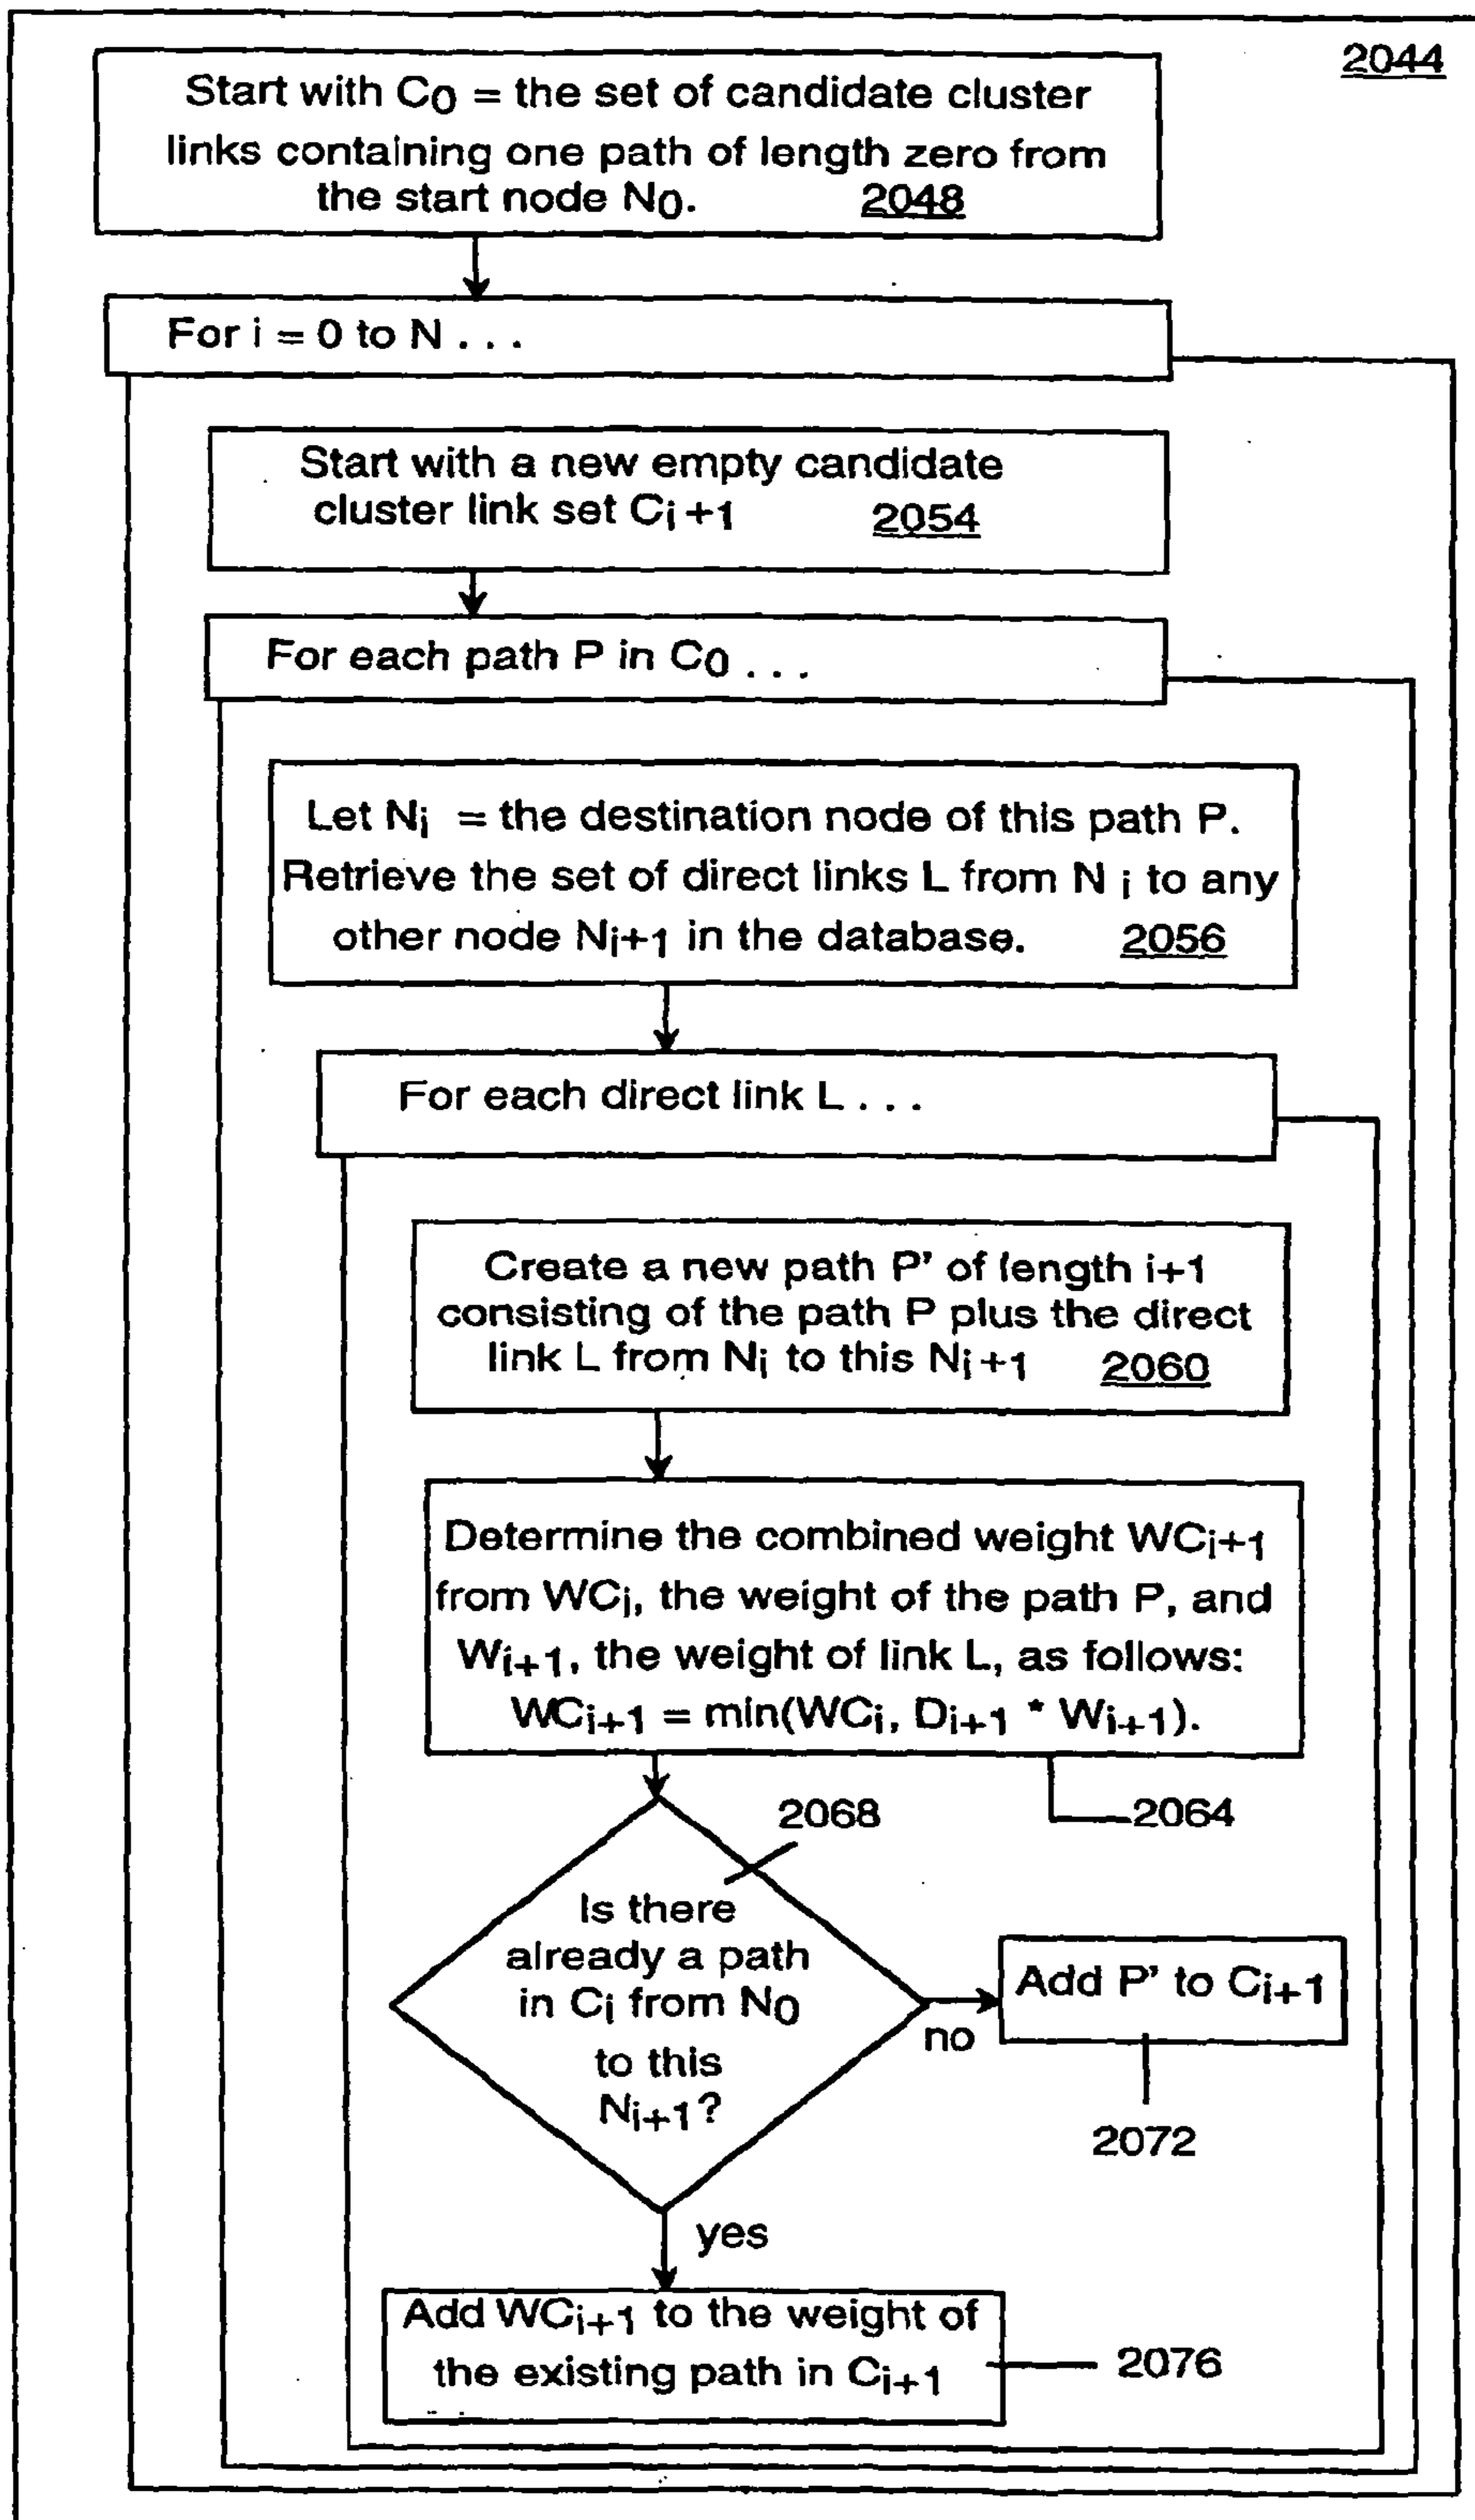 2044
Start with C0 = the set of candidate cluster
links containing one path of length zero from
the start node N0. 2048
For i = 0 to N . . .
Start with a new empty candidate
cluster link set Ci+1 2054
For each path P in C0 . . .
Let Ni = the destination node of this path P.
Retrieve the set of direct links L from Ni to any
other node Ni+1 in the database. 2056
For each direct link L . . .
Create a new path P' of length i+1
consisting of the path P plus the direct
link L from Ni to this Ni+1 2060
Determine the combined weight WCi+1
from WCi, the weight of the path P, and
Wi+1, the weight of link L, as follows:
WCi+1 = min(WCi, Di+1 * Wi+1).
2068
2064
Is there
already a path
in Ci from N0
to this
Ni+1?
no
Add P' to Ci+1
2072
yes
Add WCi+1 to the weight of
the existing path in Ci+1
2076